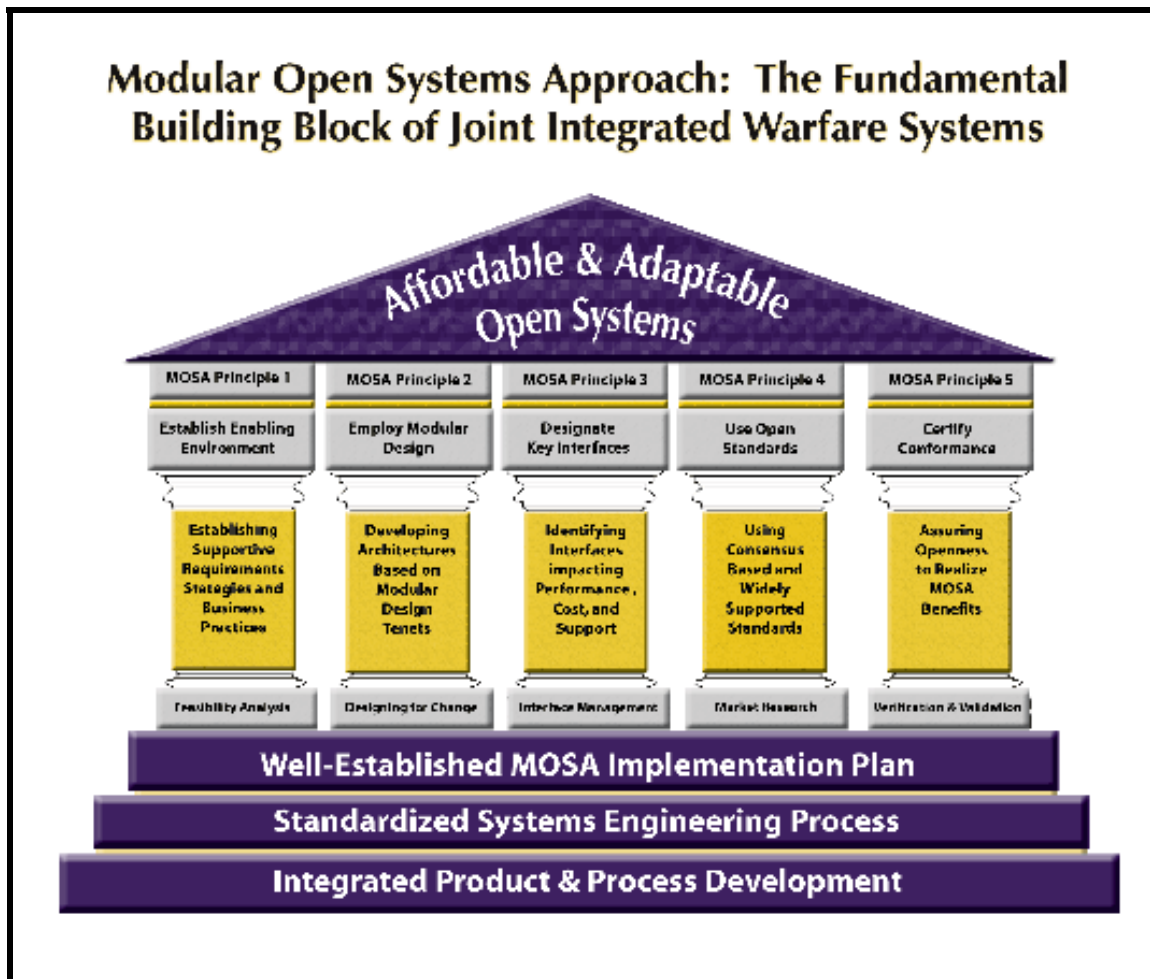 Modular Open Systems Approach: The Fundamental
Building Block of Joint Integrated Warfare Systems
Affordable & Adaptable
Open Systems
MOSA Principle 1
Establish Enabling
Environment
Establishing
Supportive
Requirements
Stategies and
Business
Practices
Feasibility Analysis
MOSA Principle 2
Employ Modular
Design
Developing
Architectures
Based on
Modular
Design
Tenets
Designing for Change
MOSA Principle 3
Designate
Key Interfaces
Identifying
Interfaces
impacting
Performance,
Cost, and
Support
Interface Management
MOSA Principle 4
Use Open
Standards
Using
Consensus
Based and
Widely
Supported
Standards
Market Research
MOSA Principle 5
Certify
Conformance
Assuring
Openness
to Realize
MOSA
Benefits
Verification & Validation
Well-Established MOSA Implementation Plan
Standardized Systems Engineering Process
Integrated Product & Process Development